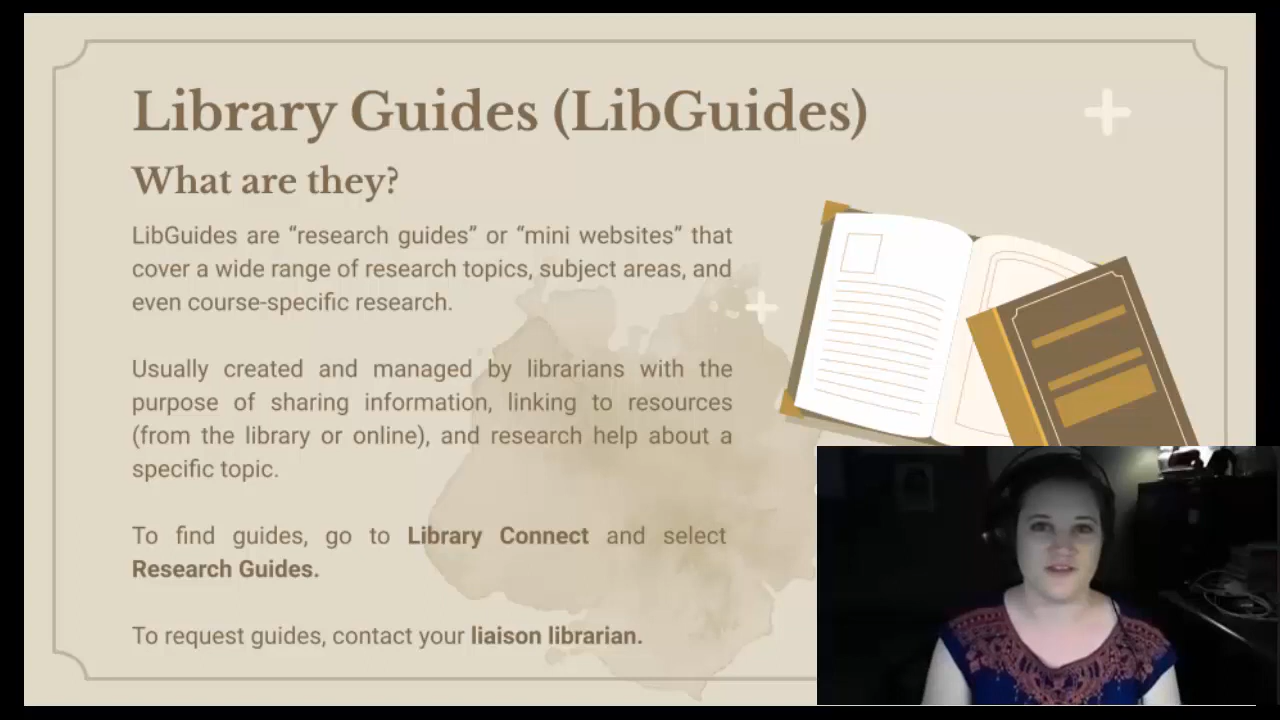 Library Guides (LibGuides)
What are they?
LibGuides are “research guides” or “mini websites” that
cover a wide range of research topics, subject areas, and
even course-specific research.
Usually created and managed by librarians with the
purpose of sharing information, linking to resources
(from the library or online), and research help about a
specific topic.
To find guides, go to Library Connect and select
Research Guides.
To request guides, contact your liaison librarian.